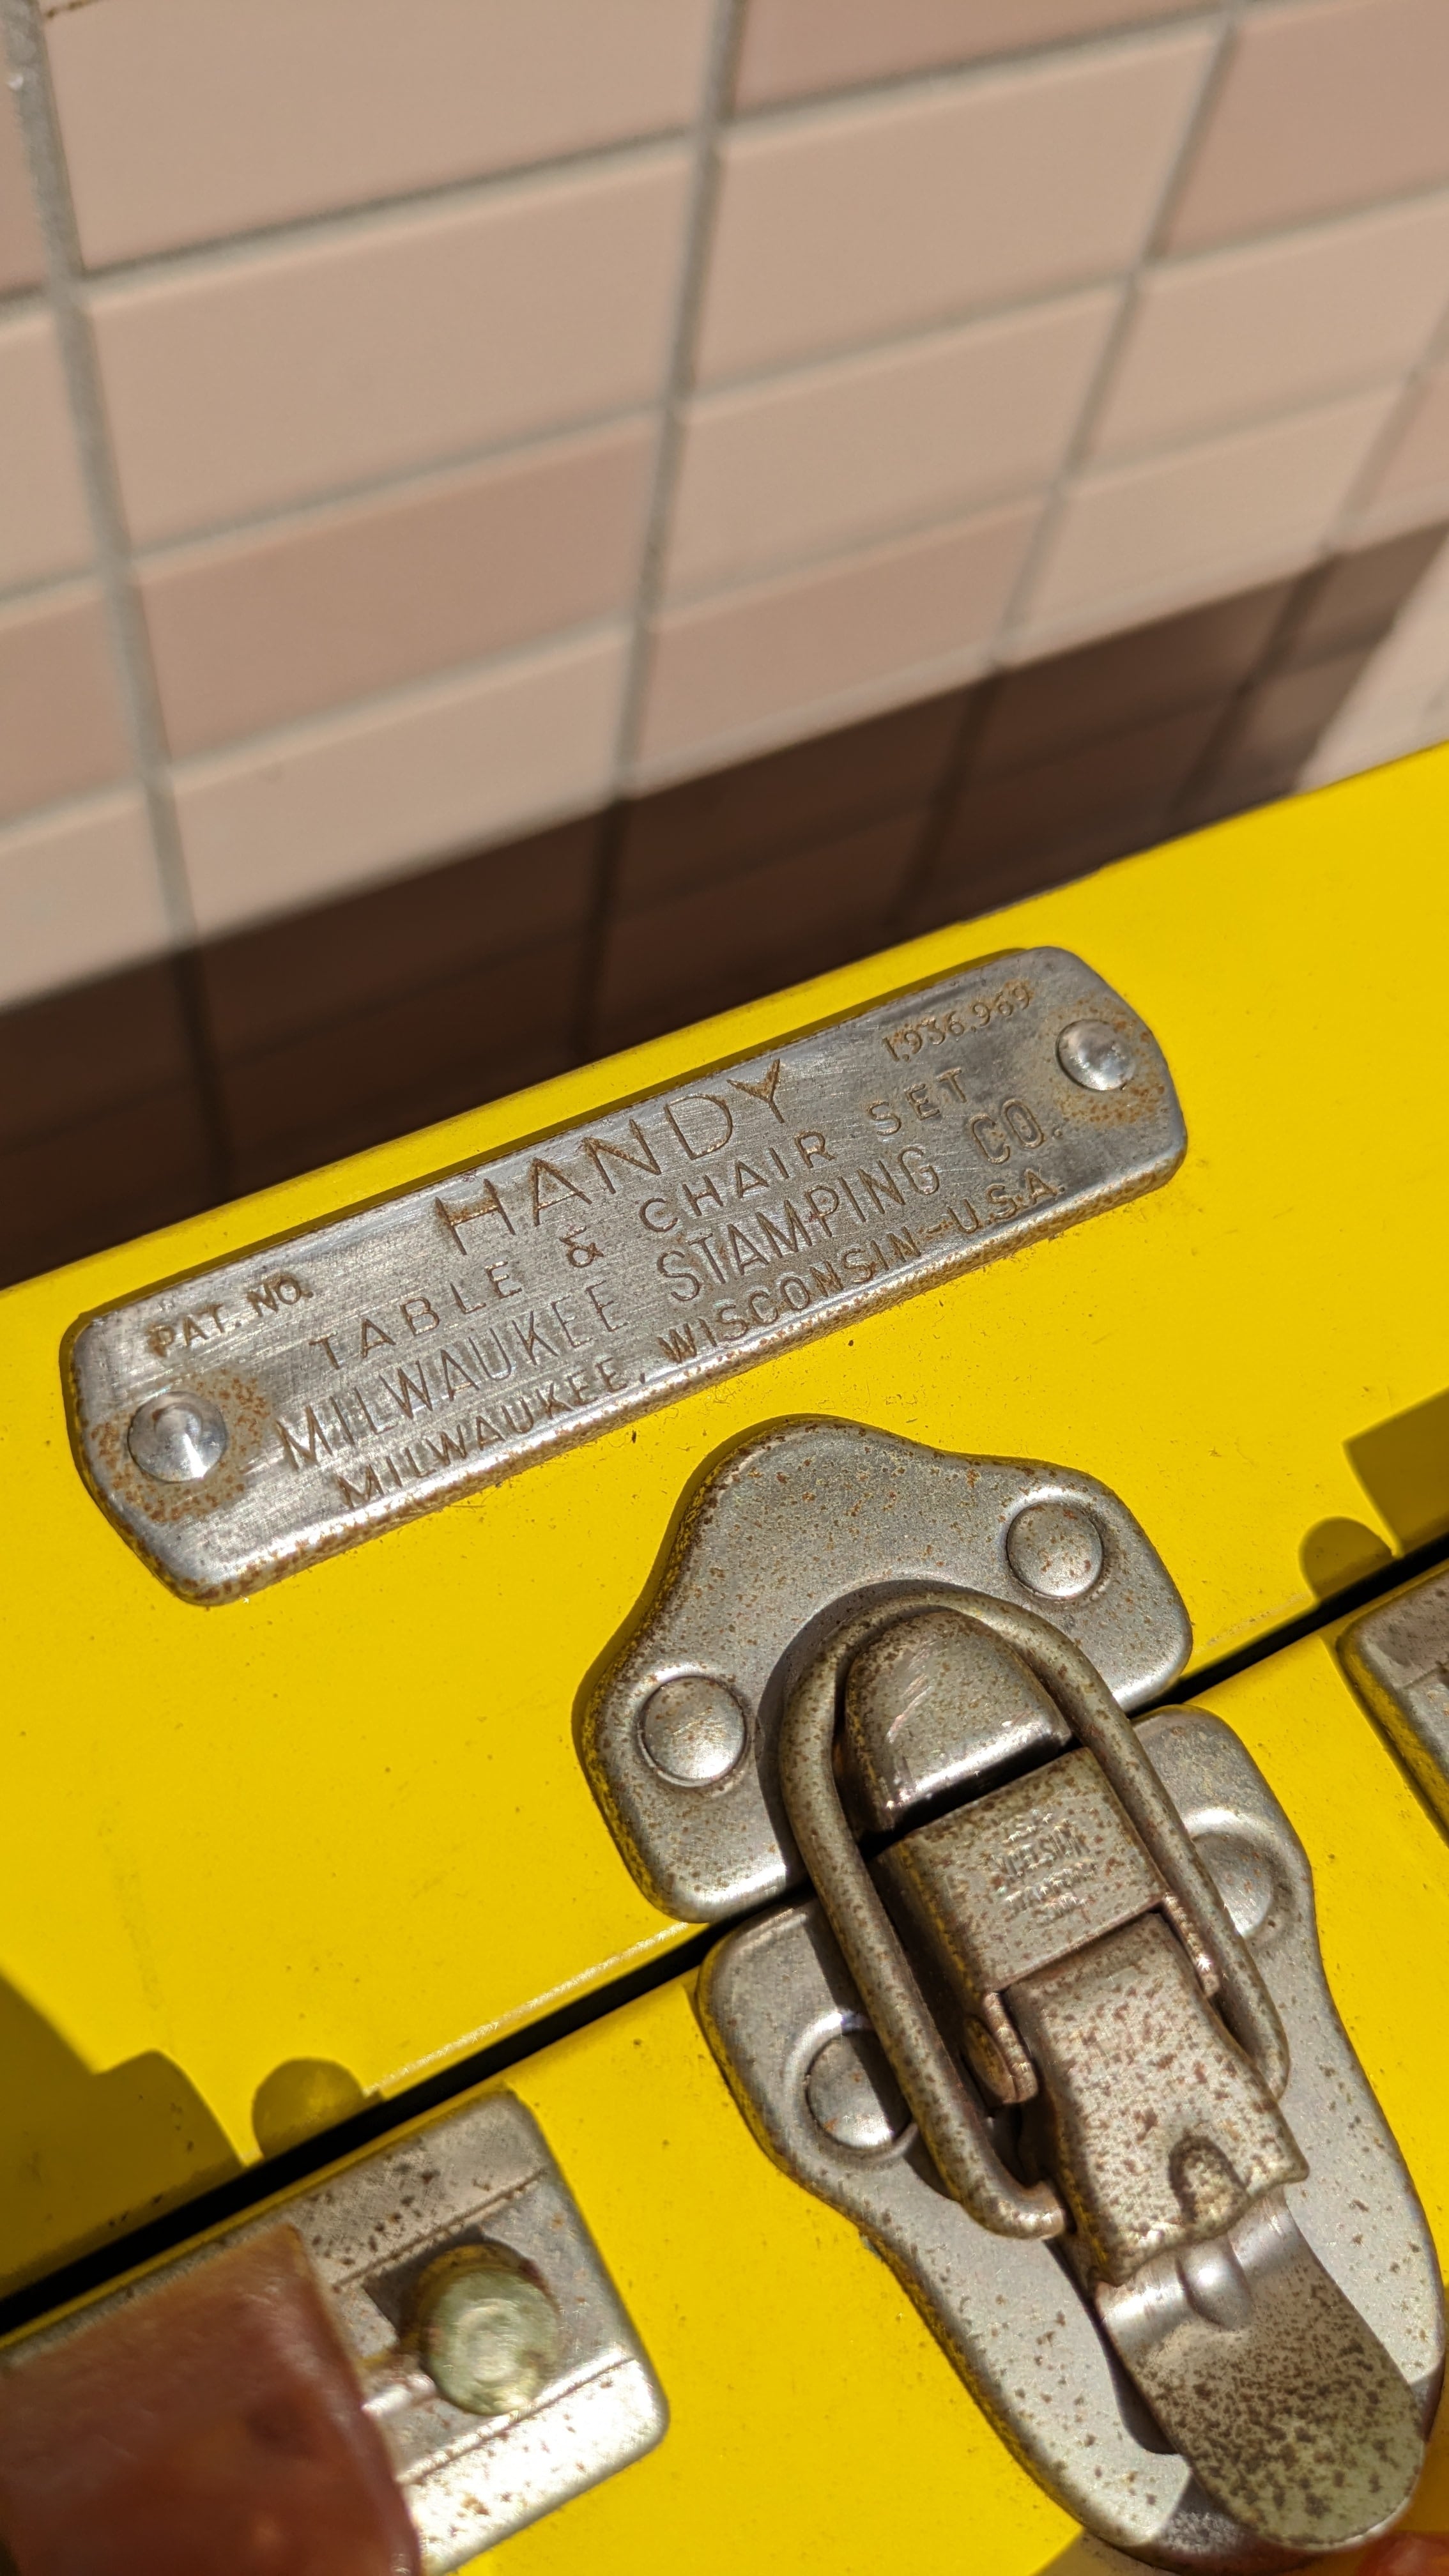 PAT. NO. 1,936,969
HANDY
TABLE & CHAIR SET
MILWAUKEE STAMPING CO.
MILWAUKEE, WISCONSIN-U.S.A.